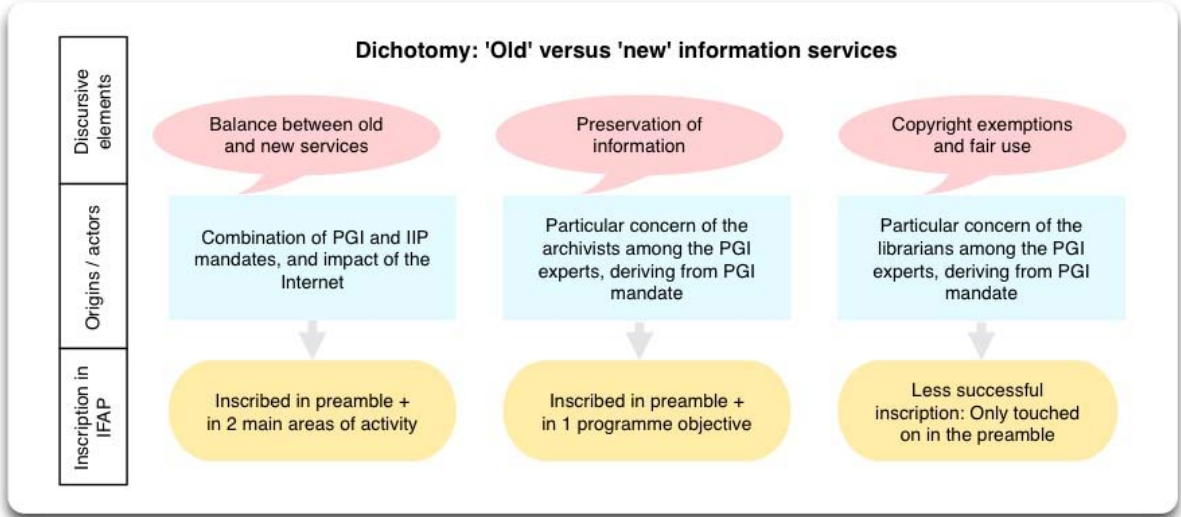 Dichotomy: 'Old' versus 'new' information services
Discursive
elements
Balance between old
and new services
Preservation of
information
Copyright exemptions
and fair use
Origins / actors
Combination of PGI and IIP
mandates, and impact of the
Internet
Particular concern of the
archivists among the PGI
experts, deriving from PGI
mandate
Particular concern of the
librarians among the PGI
experts, deriving from PGI
mandate
Inscription in
IFAP
Inscribed in preamble +
in 2 main areas of activity
Inscribed in preamble +
in 1 programme objective
Less successful
inscription: Only touched
on in the preamble